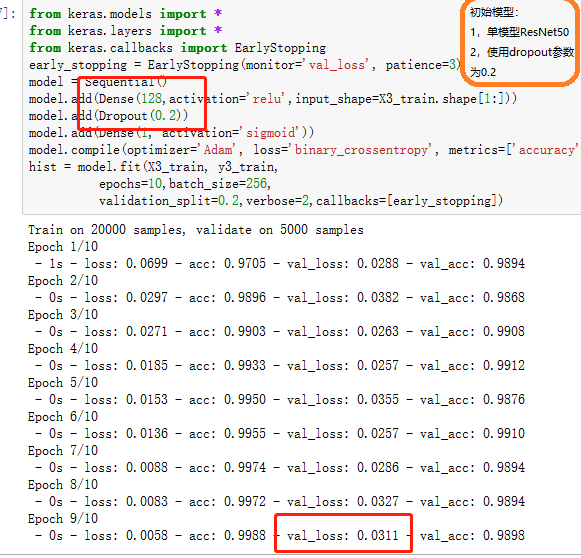 7]:
from keras.models import *
from keras.layers import *
from keras.callbacks import EarlyStopping
early_stopping = EarlyStopping(monitor='val_loss', patience=3)
model = Sequential()
model.add(Dense(128,activation='relu',input_shape=X3_train.shape[1:]))
model.add(Dropout(0.2))
model.add(Dense(1, activation='sigmoid'))
model.compile(optimizer='Adam', loss='binary_crossentropy', metrics=['accuracy'
hist = model.fit(X3_train, y3_train,
epochs=10,batch_size=256,
validation_split=0.2,verbose=2,callbacks=[early_stopping])
初始模型：
1，单模型ResNet50
2，使用dropout参数
为0.2
Train on 20000 samples, validate on 5000 samples
Epoch 1/10
- 1s - loss: 0.0699 - acc: 0.9705 - val_loss: 0.0288 - val_acc: 0.9894
Epoch 2/10
- 0s - loss: 0.0297 - acc: 0.9896 - val_loss: 0.0382 - val_acc: 0.9868
Epoch 3/10
- 0s - loss: 0.0271 - acc: 0.9903 - val_loss: 0.0263 - val_acc: 0.9908
Epoch 4/10
- 0s - loss: 0.0185 - acc: 0.9933 - val_loss: 0.0257 - val_acc: 0.9912
Epoch 5/10
- 0s - loss: 0.0153 - acc: 0.9950 - val_loss: 0.0355 - val_acc: 0.9876
Epoch 6/10
- 0s - loss: 0.0136 - acc: 0.9955 - val_loss: 0.0257 - val_acc: 0.9910
Epoch 7/10
- 0s - loss: 0.0088 - acc: 0.9974 - val_loss: 0.0286 - val_acc: 0.9894
Epoch 8/10
- 0s - loss: 0.0083 - acc: 0.9972 - val_loss: 0.0327 - val_acc: 0.9894
Epoch 9/10
- 0s - loss: 0.0058 - acc: 0.9988 - val_loss: 0.0311 - val_acc: 0.9898